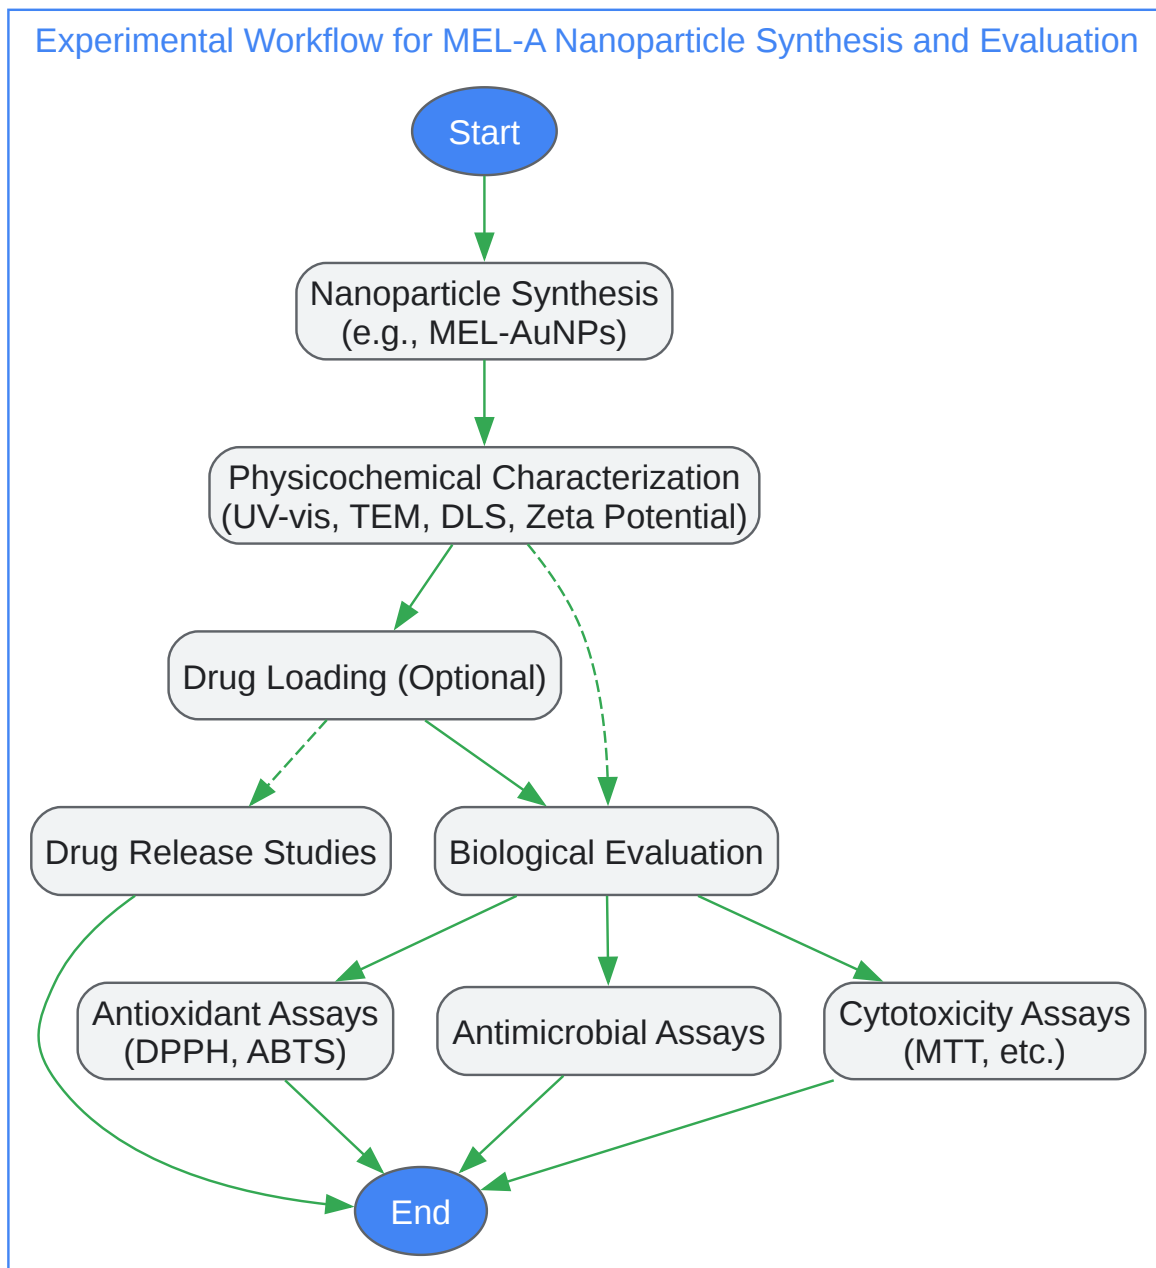 Experimental Workflow for MEL-A Nanoparticle Synthesis and Evaluation
Start
Nanoparticle Synthesis
(e.g., MEL-AuNPs)
Physicochemical Characterization
(UV-vis, TEM, DLS, Zeta Potential)
Drug Loading (Optional)
Drug Release Studies
Biological Evaluation
Antioxidant Assays
(DPPH, ABTS)
Antimicrobial Assays
Cytotoxicity Assays
(MTT, etc.)
End